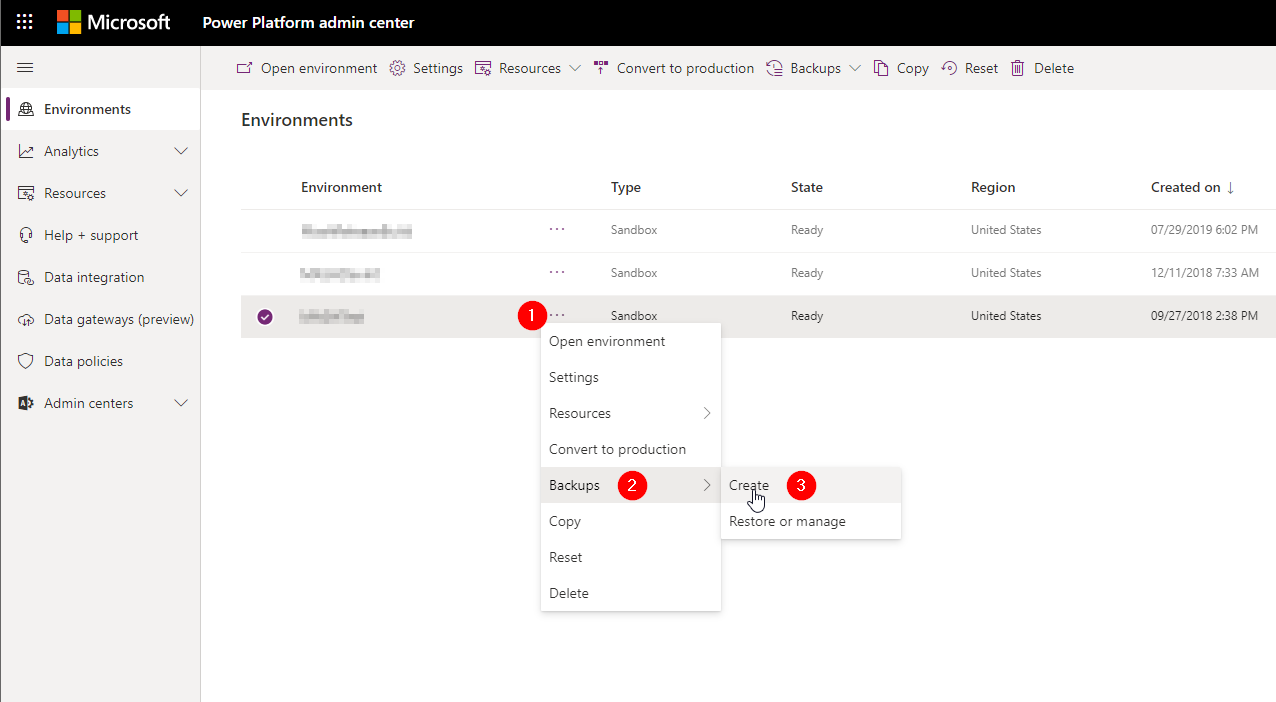 Microsoft Power Platform admin center
Open environment Settings Resources Convert to production Backups Copy Reset Delete
Environments
Analytics
Resources
Help + support
Data integration
Data gateways (preview)
Data policies
Admin centers
Environments
Environment Type State Region Created on ↓
... Sandbox Ready United States 07/29/2019 6:02 PM
... Sandbox Ready United States 12/11/2018 7:33 AM
1 ... Sandbox Ready United States 09/27/2018 2:38 PM
Open environment
Settings
Resources
Convert to production
Backups 2
Copy
Reset
Delete
Create 3
Restore or manage